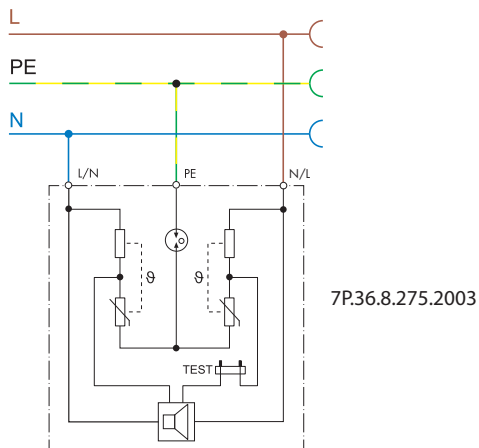 L
PE
N
L/N PE N/L
ϑ ϑ
7P.36.8.275.2003
TEST